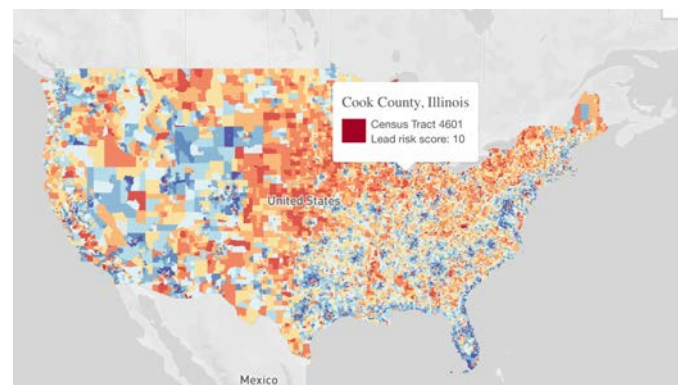 Cook County, Illinois
Census Tract 4601
Lead risk score: 10
United States
Mexico